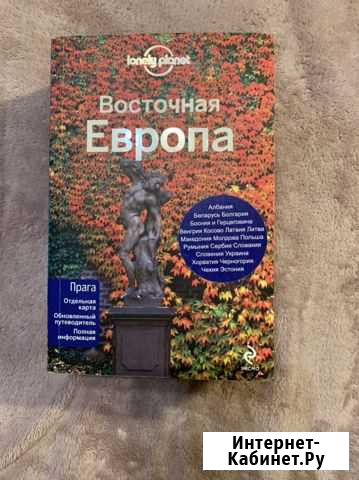 lonely planet
Восточная
Европа
Албания
Беларусь Болгария
Босния и Герцеговина
Венгрия Косово Латвия Литва
Македония Молдова Польша
Румыния Сербия Словакия
Словения Украина
Хорватия Черногория
Чехия Эстония
Прага
Отдельная
карта
Обновленный
путеводитель
Полная
информация
эксмо
Интернет-
Кабинет.Ру